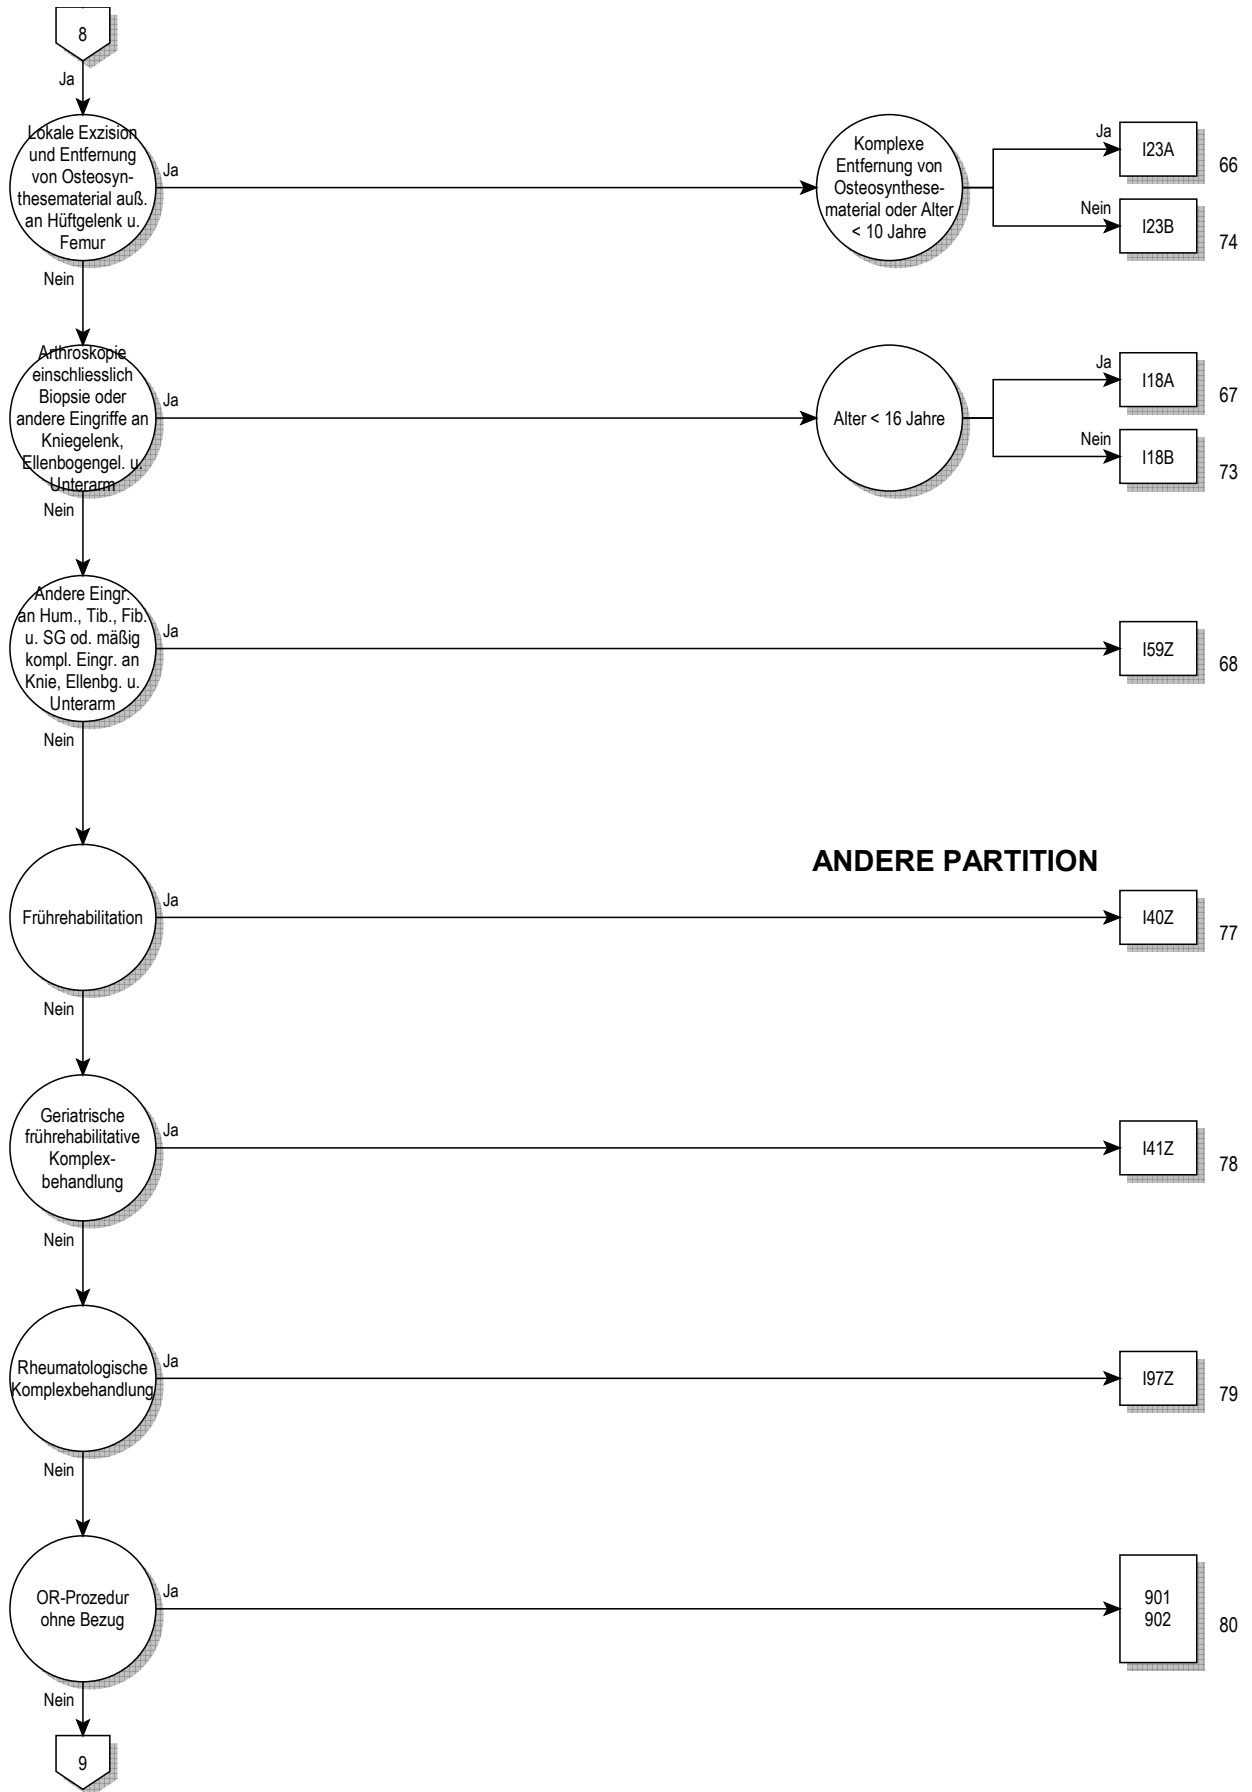 8
Ja
Lokale Exzision
und Entfernung
von Osteosyn-
thesematerial auß.
an Hüftgelenk u.
Femur
Ja
Komplexe
Entfernung von
Osteosynthese-
material oder Alter
< 10 Jahre
Ja
I23A
66
Nein
I23B
74
Nein
Arthroskopie
einschliesslich
Biopsie oder
andere Eingriffe an
Kniegelenk,
Ellenbogengel. u.
Unterarm
Ja
Alter < 16 Jahre
Ja
I18A
67
Nein
I18B
73
Nein
Andere Eingr.
an Hum., Tib., Fib.
u. SG od. mäßig
kompl. Eingr. an
Knie, Ellenbg. u.
Unterarm
Ja
I59Z
68
Nein
ANDERE PARTITION
Frührehabilitation
Ja
I40Z
77
Nein
Geriatrische
frührehabilitative
Komplex-
behandlung
Ja
I41Z
78
Nein
Rheumatologische
Komplexbehandlung
Ja
I97Z
79
Nein
OR-Prozedur
ohne Bezug
Ja
901
902
80
Nein
9